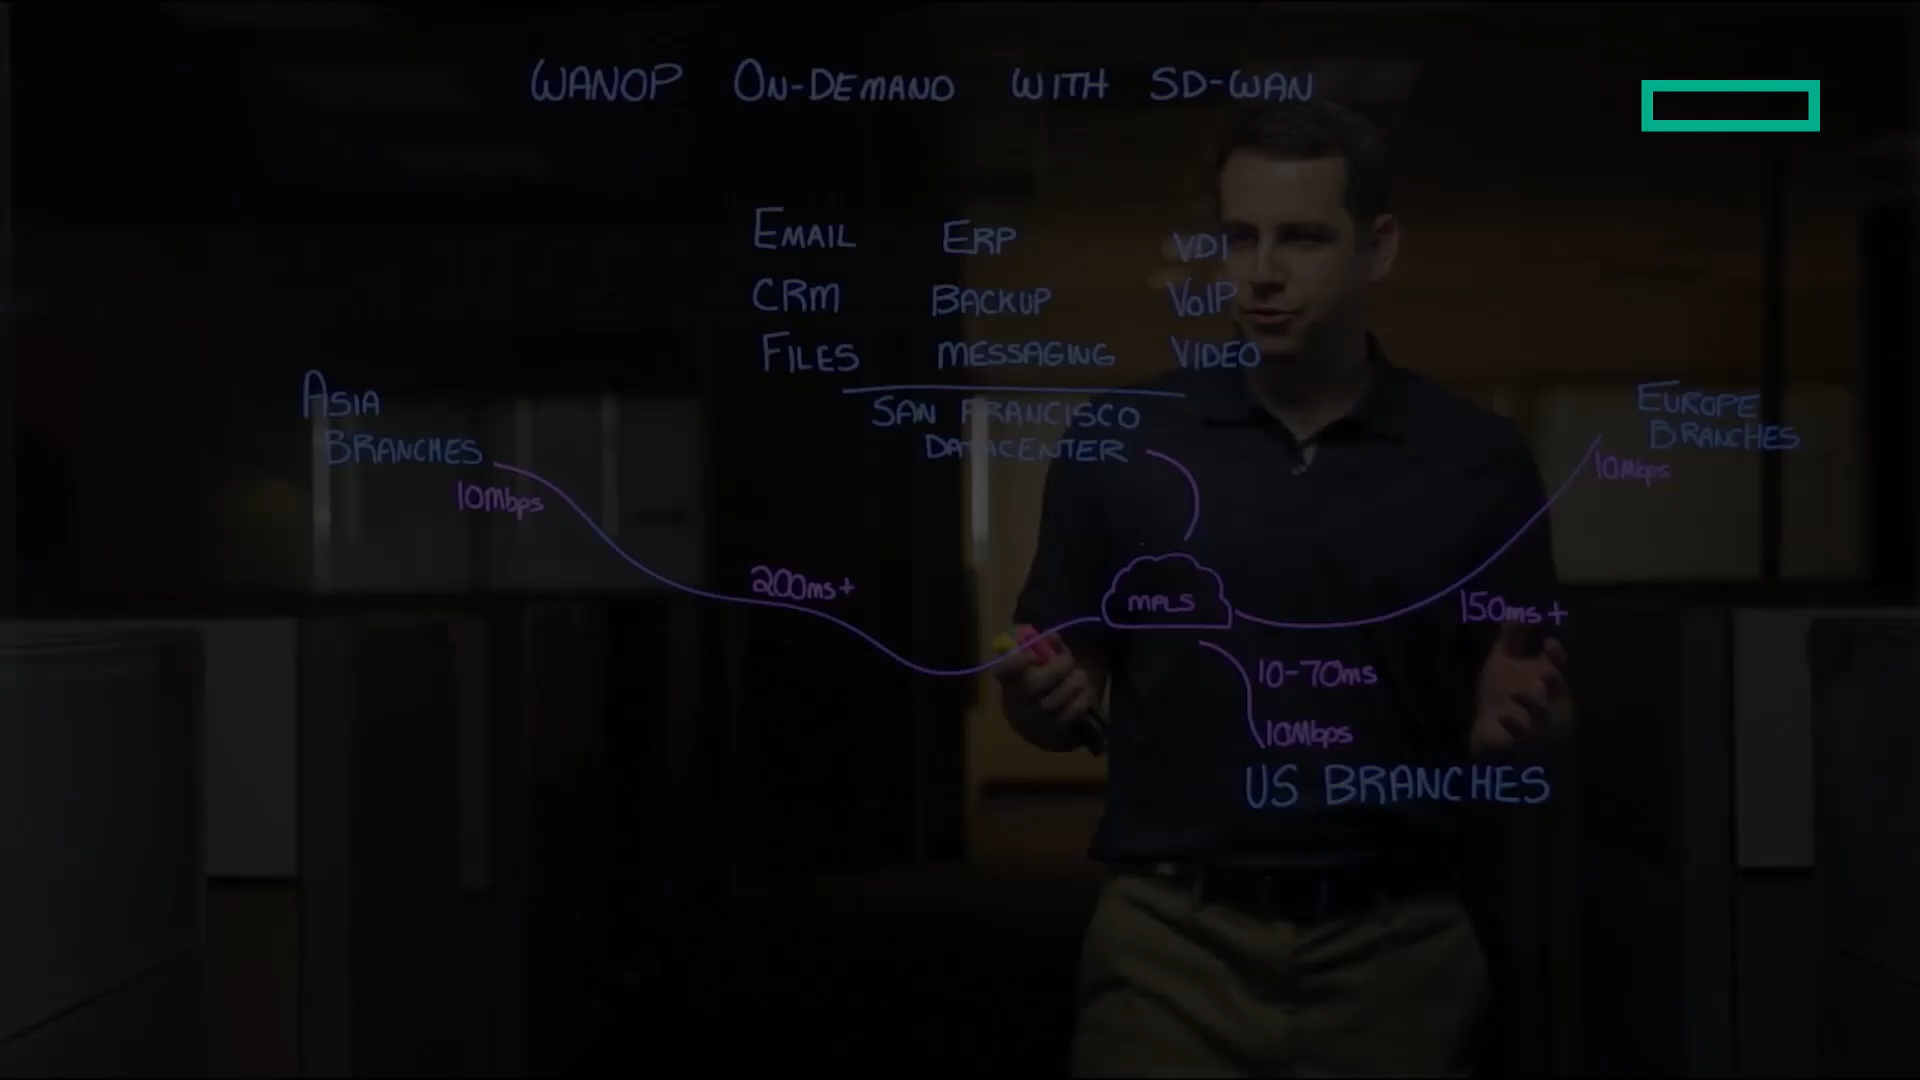 WANOP ON-DEMAND WITH SD-WAN
EMAIL ERP VDI
CRM BACKUP VOIP
FILES MESSAGING VIDEO
SAN FRANCISCO
DATACENTER
ASIA
BRANCHES
10Mbps
EUROPE
BRANCHES
10Mbps
200ms+
MPLS
150ms+
10-70ms
10Mbps
US BRANCHES